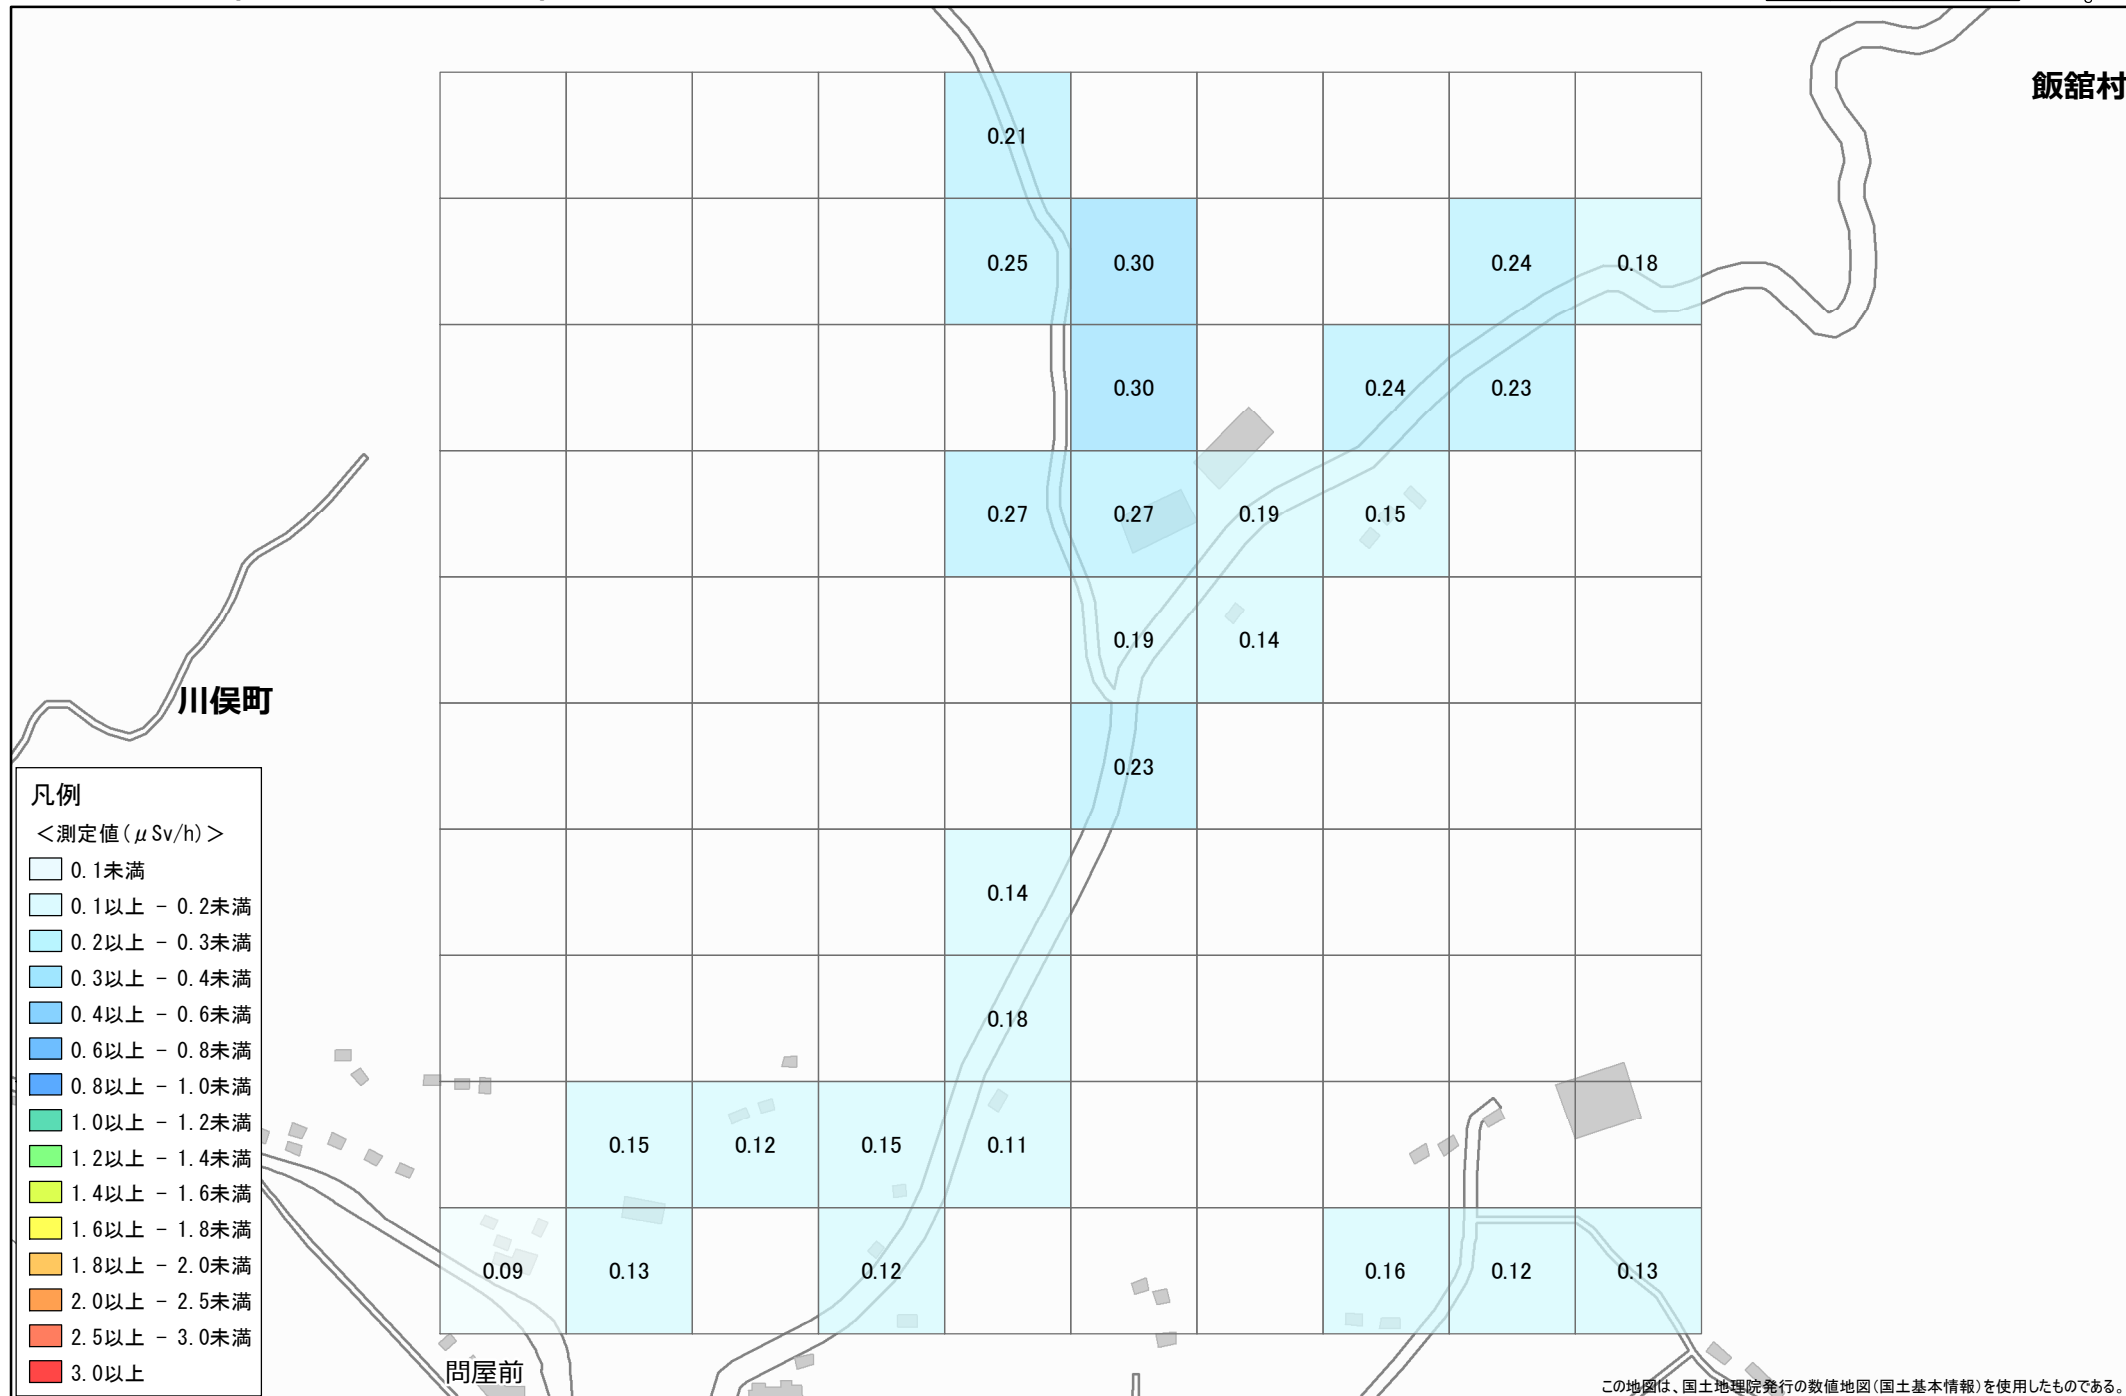 飯舘村
0.21
0.25 0.30 0.24 0.18
0.30 0.24 0.23
0.27 0.27 0.19 0.15
0.19 0.14
川俣町
0.23
0.14
0.18
0.15 0.12 0.15 0.11
0.09 0.13 0.12 0.16 0.12 0.13
問屋前
凡例
＜測定値(μSv/h)＞
0.1未満
0.1以上 － 0.2未満
0.2以上 － 0.3未満
0.3以上 － 0.4未満
0.4以上 － 0.6未満
0.6以上 － 0.8未満
0.8以上 － 1.0未満
1.0以上 － 1.2未満
1.2以上 － 1.4未満
1.4以上 － 1.6未満
1.6以上 － 1.8未満
1.8以上 － 2.0未満
2.0以上 － 2.5未満
2.5以上 － 3.0未満
3.0以上
この地図は、国土地理院発行の数値地図(国土基本情報)を使用したものである。